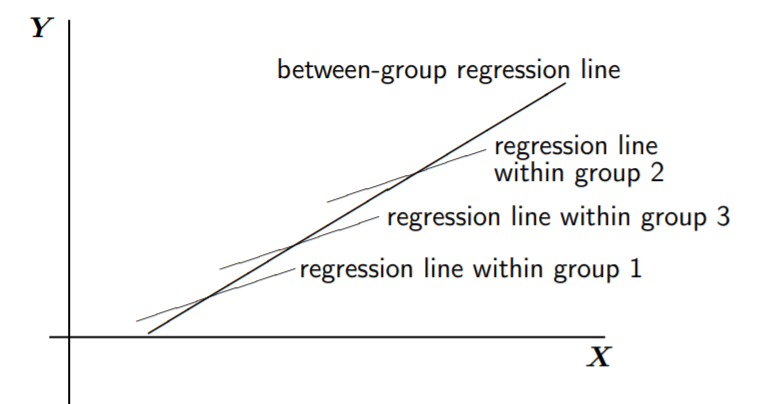 Y
between-group regression line
regression line
within group 2
regression line within group 3
regression line within group 1
X